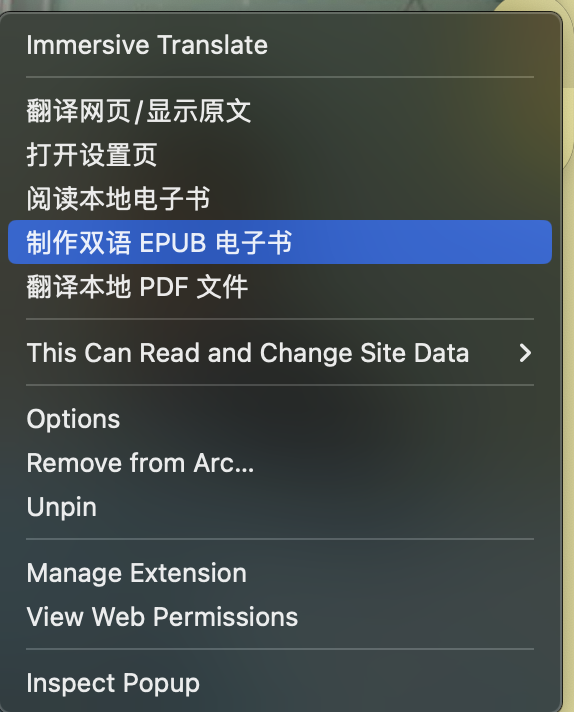 Immersive Translate
翻译网页/显示原文
打开设置页
阅读本地电子书
制作双语 EPUB 电子书
翻译本地 PDF 文件
This Can Read and Change Site Data
Options
Remove from Arc...
Unpin
Manage Extension
View Web Permissions
Inspect Popup